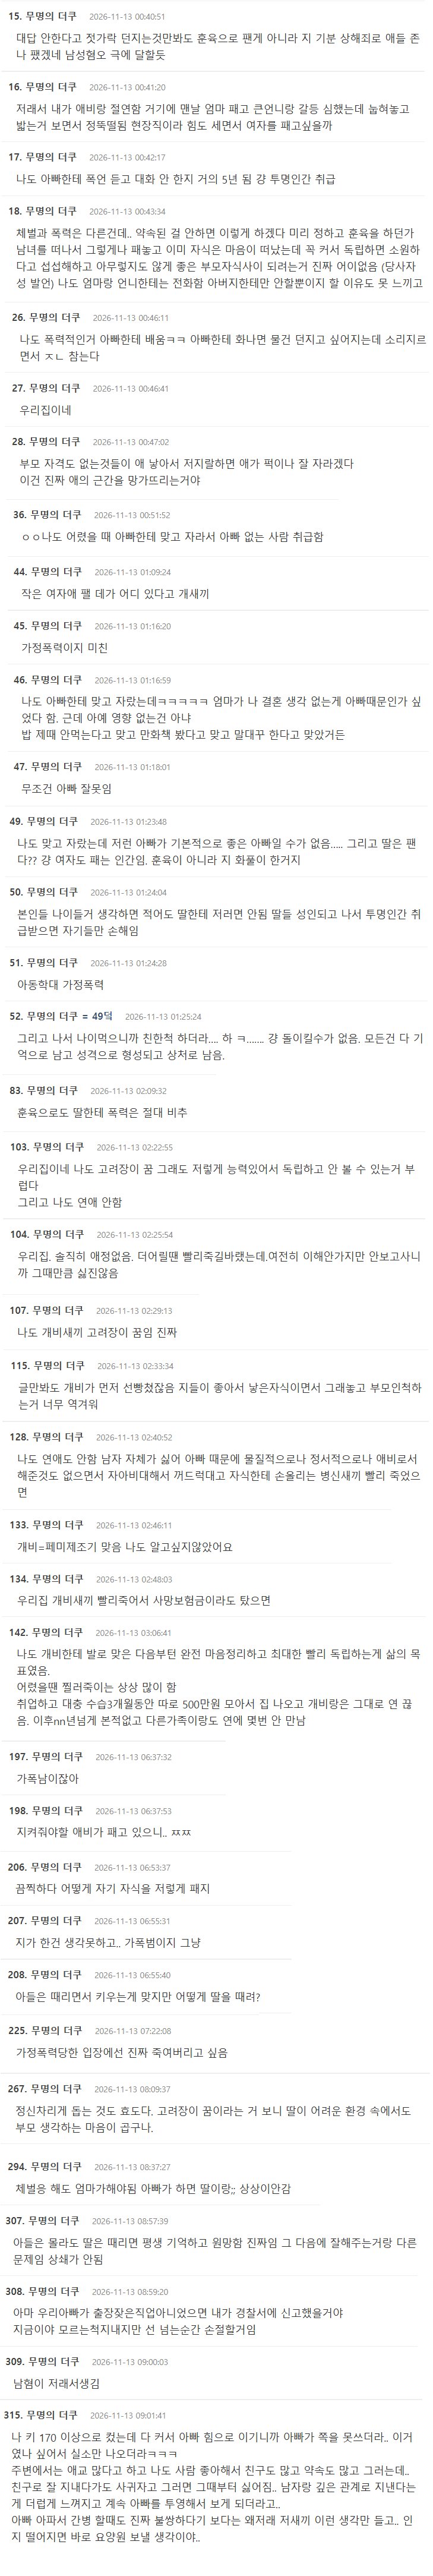 15. 무명의 더쿠 2026-11-13 00:40:51
대답 안한다고 젓가락 던지는것만봐도 훈육으로 팬게 아니라 지 기분 상해죄로 애들 존
나 팼겠네 남성혐오 극에 달할듯
16. 무명의 더쿠 2026-11-13 00:41:20
저래서 내가 애비랑 절연함 거기에 맨날 엄마 패고 큰언니랑 갈등 심했는데 눕혀놓고
밟는거 보면서 정뚝떨됨 현장직이라 힘도 세면서 여자를 패고싶을까
17. 무명의 더쿠 2026-11-13 00:42:17
나도 아빠한테 폭언 듣고 대화 안 한지 거의 5년 됨 걍 투명인간 취급
18. 무명의 더쿠 2026-11-13 00:43:34
체벌과 폭력은 다른건데.. 약속된 걸 안하면 이렇게 하겠다 미리 정하고 훈육을 하던가
남녀를 떠나서 그렇게나 패놓고 이미 자식은 마음이 떠났는데 꼭 커서 독립하면 소원하
다고 섭섭해하고 아무렇지도 않게 좋은 부모자식사이 되려는거 진짜 어이없음 (당사자
성 발언) 나도 엄마랑 언니한테는 전화함 아버지한테만 안할뿐이지 할 이유도 못 느끼고
26. 무명의 더쿠 2026-11-13 00:46:11
나도 폭력적인거 아빠한테 배움ㅋㅋ 아빠한테 화나면 물건 던지고 싶어지는데 소리지르
면서 ㅈㄴ 참는다
27. 무명의 더쿠 2026-11-13 00:46:41
우리집이네
28. 무명의 더쿠 2026-11-13 00:47:02
부모 자격도 없는것들이 애 낳아서 저지랄하면 애가 퍽이나 잘 자라겠다
이건 진짜 애의 근간을 망가뜨리는거야
36. 무명의 더쿠 2026-11-13 00:51:52
ㅇㅇ나도 어렸을 때 아빠한테 맞고 자라서 아빠 없는 사람 취급함
44. 무명의 더쿠 2026-11-13 01:09:24
작은 여자애 팰 데가 어디 있다고 개새끼
45. 무명의 더쿠 2026-11-13 01:16:20
가정폭력이지 미친
46. 무명의 더쿠 2026-11-13 01:16:59
나도 아빠한테 맞고 자랐는데ㅋㅋㅋㅋㅋ 엄마가 나 결혼 생각 없는게 아빠때문인가 싶
었다 함. 근데 아예 영향 없는건 아냐
밥 제때 안먹는다고 맞고 만화책 봤다고 맞고 말대꾸 한다고 맞았거든
47. 무명의 더쿠 2026-11-13 01:18:01
무조건 아빠 잘못임
49. 무명의 더쿠 2026-11-13 01:23:48
나도 맞고 자랐는데 저런 아빠가 기본적으로 좋은 아빠일 수가 없음..... 그리고 딸은 팬
다?? 걍 여자도 패는 인간임. 훈육이 아니라 지 화풀이 한거지
50. 무명의 더쿠 2026-11-13 01:24:04
본인들 나이들거 생각하면 적어도 딸한테 저러면 안됨 딸들 성인되고 나서 투명인간 취
급받으면 자기들만 손해임
51. 무명의 더쿠 2026-11-13 01:24:28
아동학대 가정폭력
52. 무명의 더쿠 = 49덬 2026-11-13 01:25:24
그리고 나서 나이먹으니까 친한척 하더라.... 하 ㅋ....... 걍 돌이킬수가 없음. 모든건 다 기
억으로 남고 성격으로 형성되고 상처로 남음.
83. 무명의 더쿠 2026-11-13 02:09:32
훈육으로도 딸한테 폭력은 절대 비추
103. 무명의 더쿠 2026-11-13 02:22:55
우리집이네 나도 고려장이 꿈 그래도 저렇게 능력있어서 독립하고 안 볼 수 있는거 부
럽다
그리고 나도 연애 안함
104. 무명의 더쿠 2026-11-13 02:25:54
우리집. 솔직히 애정없음. 더어릴땐 빨리죽길바랬는데.여전히 이해안가지만 안보고사니
까 그때만큼 싫진않음
107. 무명의 더쿠 2026-11-13 02:29:13
나도 개비새끼 고려장이 꿈임 진짜
115. 무명의 더쿠 2026-11-13 02:33:34
글만봐도 개비가 먼저 선빵쳤잖음 지들이 좋아서 낳은자식이면서 그래놓고 부모인척하
는거 너무 역겨워
128. 무명의 더쿠 2026-11-13 02:40:52
나도 연애도 안함 남자 자체가 싫어 아빠 때문에 물질적으로나 정서적으로나 애비로서
해준것도 없으면서 자아비대해서 꺼드럭대고 자식한테 손올리는 병신새끼 빨리 죽었으
면
133. 무명의 더쿠 2026-11-13 02:46:11
개비=페미제조기 맞음 나도 알고싶지않았어요
134. 무명의 더쿠 2026-11-13 02:48:03
우리집 개비새끼 빨리죽어서 사망보험금이라도 탔으면
142. 무명의 더쿠 2026-11-13 03:06:41
나도 개비한테 발로 맞은 다음부턴 완전 마음정리하고 최대한 빨리 독립하는게 삶의 목
표였음.
어렸을땐 찔러죽이는 상상 많이 함
취업하고 대충 수습3개월동안 따로 500만원 모아서 집 나오고 개비랑은 그대로 연 끊
음. 이후nn년넘게 본적없고 다른가족이랑도 연에 몇번 안 만남
197. 무명의 더쿠 2026-11-13 06:37:32
가폭남이잖아
198. 무명의 더쿠 2026-11-13 06:37:53
지켜줘야할 애비가 패고 있으니.. ㅉㅉ
206. 무명의 더쿠 2026-11-13 06:53:37
끔찍하다 어떻게 자기 자식을 저렇게 패지
207. 무명의 더쿠 2026-11-13 06:55:31
지가 한건 생각못하고.. 가폭범이지 그냥
208. 무명의 더쿠 2026-11-13 06:55:40
아들은 때리면서 키우는게 맞지만 어떻게 딸을 때려?
225. 무명의 더쿠 2026-11-13 07:22:08
가정폭력당한 입장에선 진짜 죽여버리고 싶음
267. 무명의 더쿠 2026-11-13 08:09:37
정신차리게 돕는 것도 효도다. 고려장이 꿈이라는 거 보니 딸이 어려운 환경 속에서도
부모 생각하는 마음이 곱구나.
294. 무명의 더쿠 2026-11-13 08:37:27
체벌응 해도 엄마가해야됨 아빠가 하면 딸이랑;; 상상이안감
307. 무명의 더쿠 2026-11-13 08:57:39
아들은 몰라도 딸은 때리면 평생 기억하고 원망함 진짜임 그 다음에 잘해주는거랑 다른
문제임 상쇄가 안됨
308. 무명의 더쿠 2026-11-13 08:59:20
아마 우리아빠가 출장잦은직업아니었으면 내가 경찰서에 신고했을거야
지금이야 모르는척지내지만 선 넘는순간 손절할거임
309. 무명의 더쿠 2026-11-13 09:00:03
남혐이 저래서생김
315. 무명의 더쿠 2026-11-13 09:01:41
나 키 170 이상으로 컸는데 다 커서 아빠 힘으로 이기니까 아빠가 쪽을 못쓰더라.. 이거
였나 싶어서 실소만 나오더라ㅋㅋㅋ
주변에서는 애교 많다고 하고 나도 사람 좋아해서 친구도 많고 약속도 많고 그러는데..
친구로 잘 지내다가도 사귀자고 그러면 그때부터 싫어짐.. 남자랑 깊은 관계로 지낸다는
게 더럽게 느껴지고 계속 아빠를 투영해서 보게 되더라고..
아빠 아파서 간병 할때도 진짜 불쌍하다기 보다는 왜저래 저새끼 이런 생각만 들고.. 인
지 떨어지면 바로 요양원 보낼 생각이야..